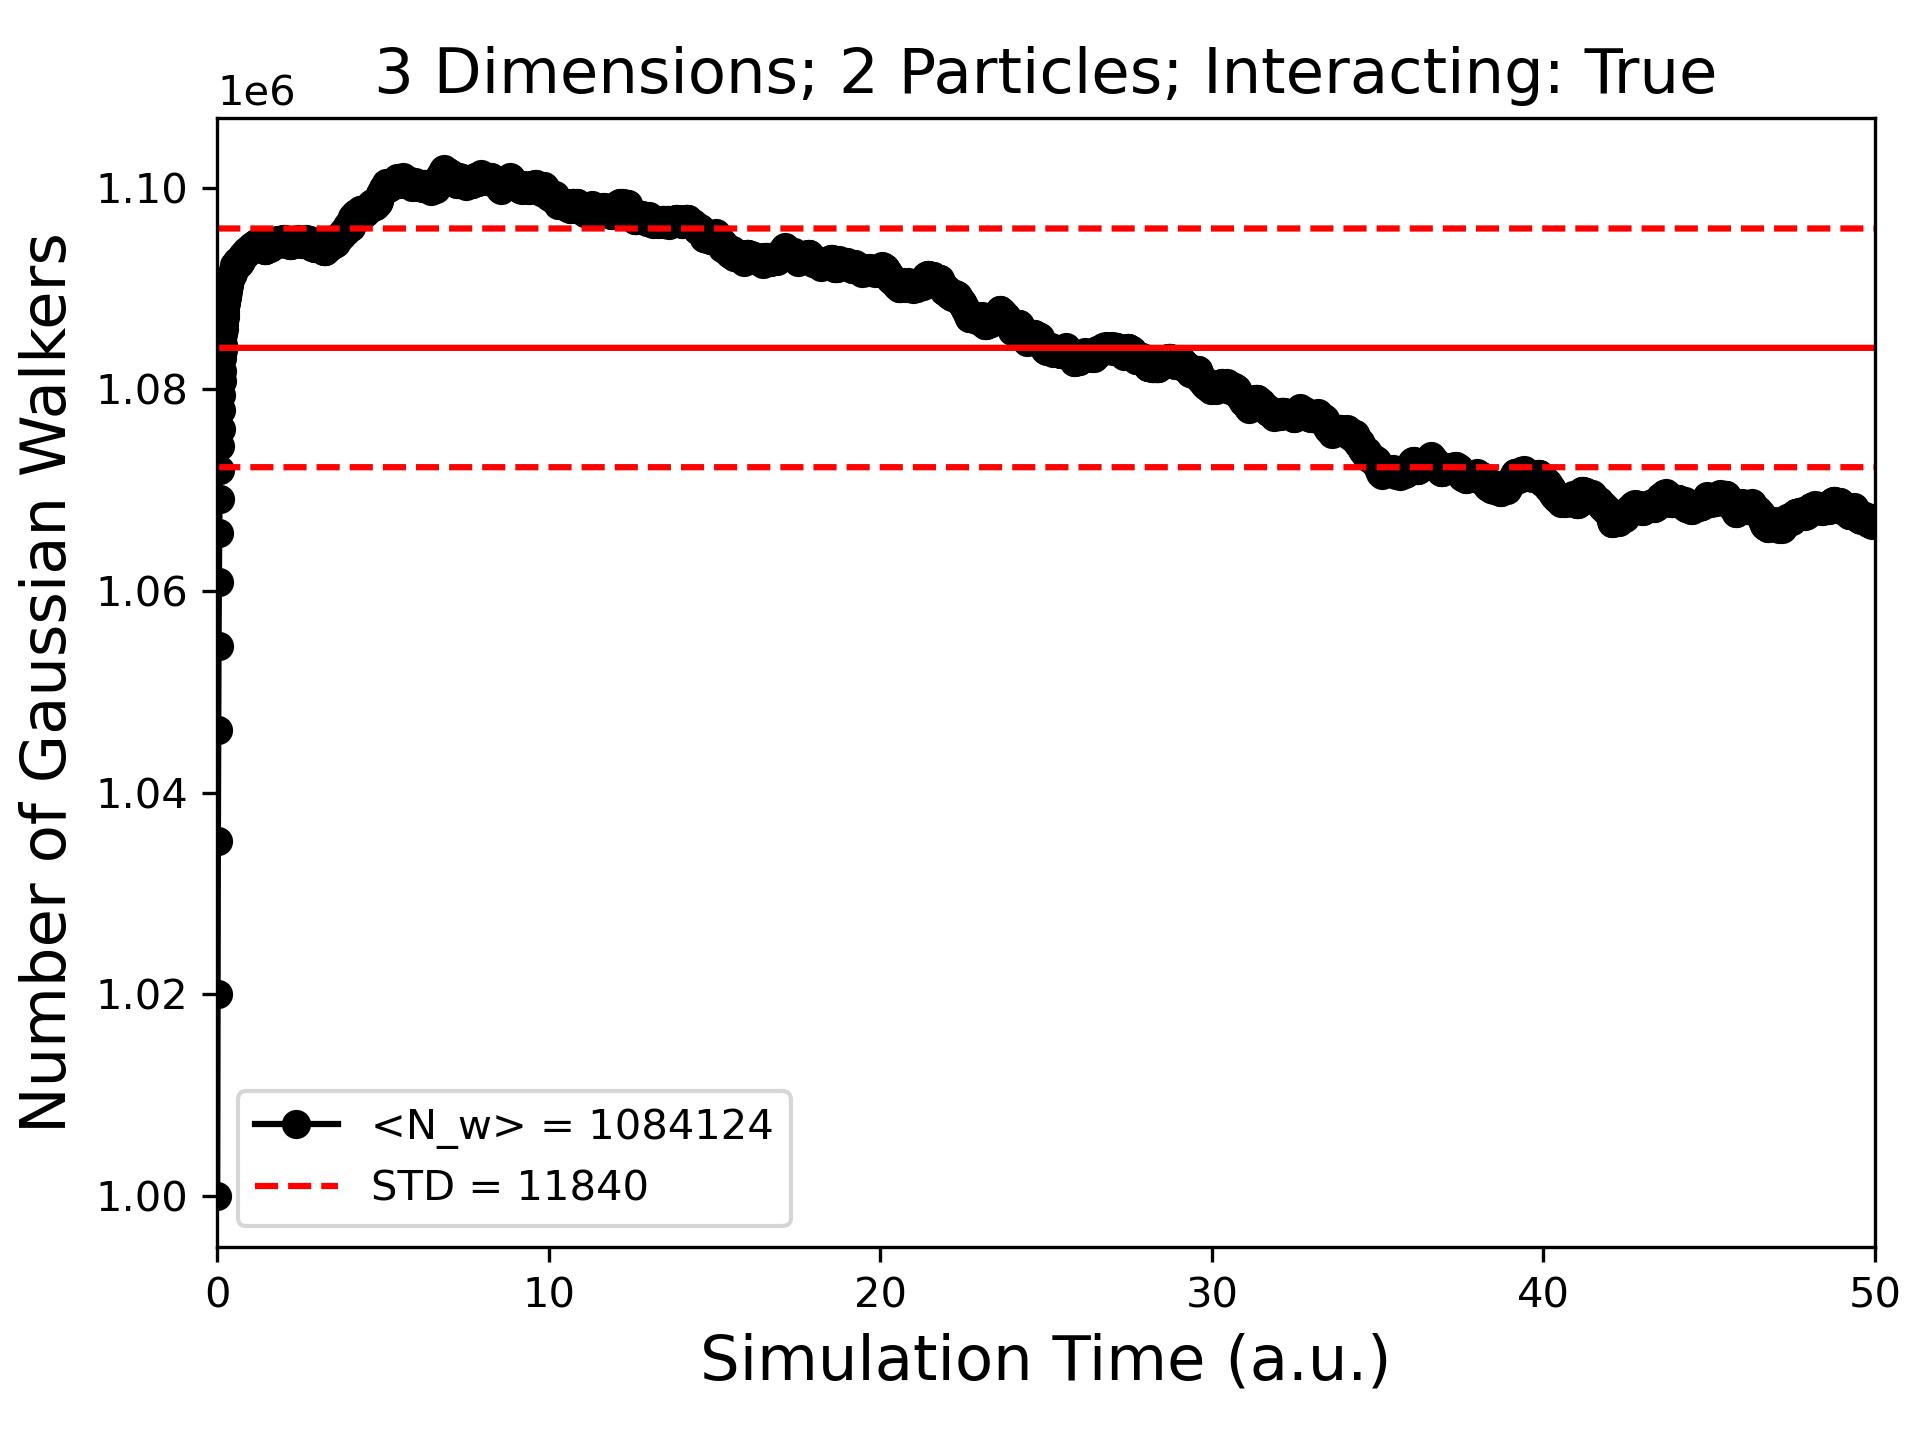 3 Dimensions; 2 Particles; Interacting: True
1e6
Number of Gaussian Walkers
1.10
1.08
1.06
1.04
1.02
1.00
<N_w> = 1084124
STD = 11840
0 10 20 30 40 50
Simulation Time (a.u.)